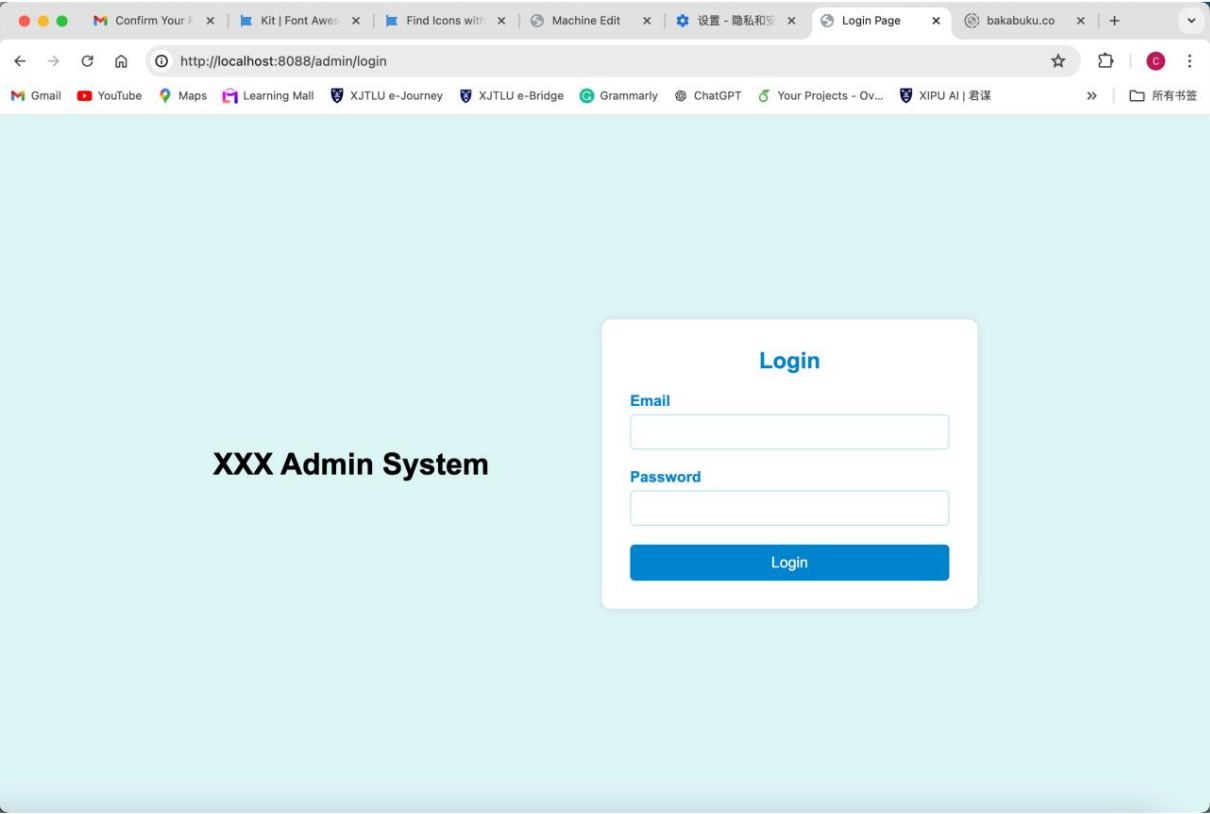 Confirm Your F
Kit | Font Awes
Find Icons with
Machine Edit
设置 - 隐私和安
Login Page
bakabuku.co
http://localhost:8088/admin/login
C
Gmail
YouTube
Maps
Learning Mall
XJTLU e-Journey
XJTLU e-Bridge
Grammarly
ChatGPT
Your Projects - Ov...
XIPU AI | 君谋
所有书签
Login
Email
XXX Admin System
Password
Login